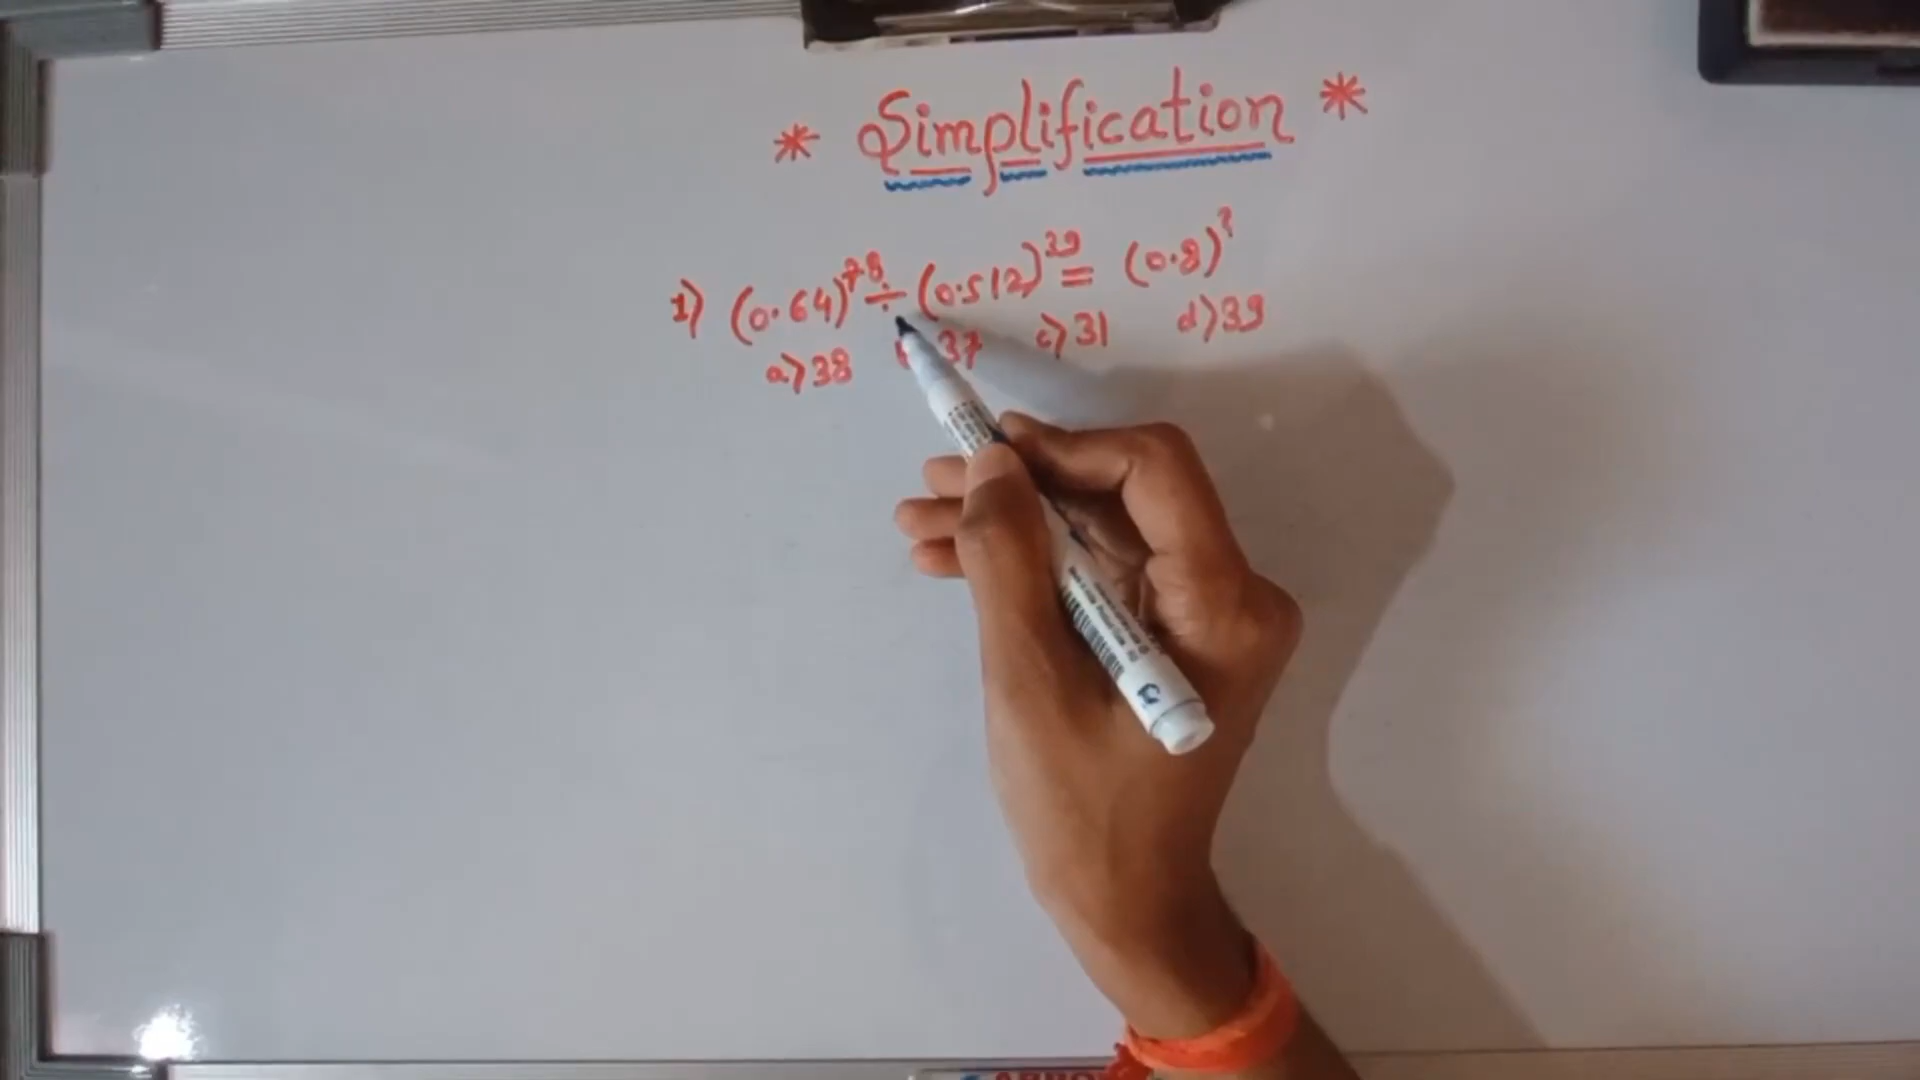 * Simplification *
1) (0.64)^78 ÷ (0.512)^39 = (0.8)^?
a) 38 37 c) 31 d) 39